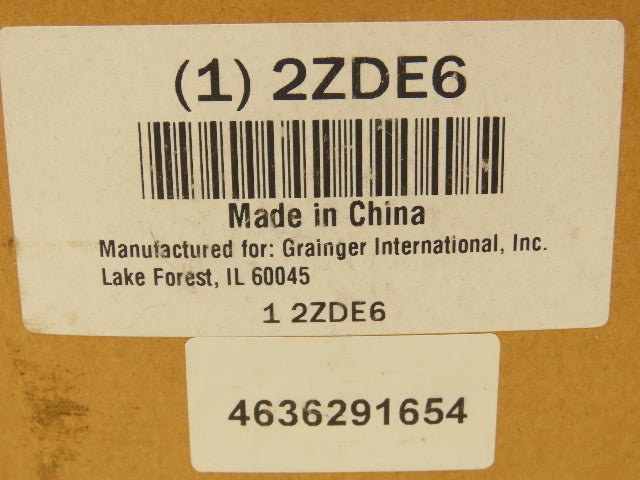 (1) 2ZDE6
Made in China
Manufactured for: Grainger International, Inc.
Lake Forest, IL 60045
1 2ZDE6
4636291654